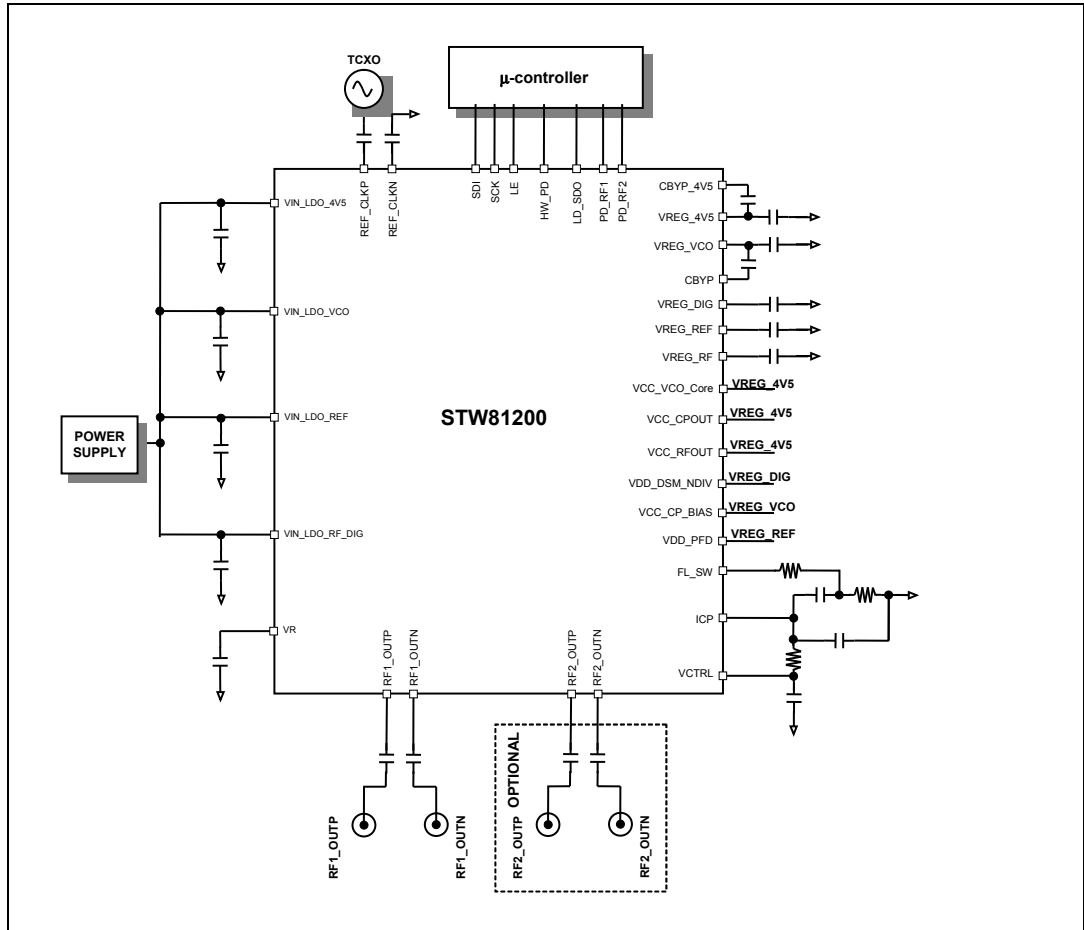 TCXO
μ-controller
REF_CLKP
REF_CLKN
SDI
SCK
LE
HW_PD
LD_SDO
PD_RF1
PD_RF2
VIN_LDO_4V5
VIN_LDO_VCO
VIN_LDO_REF
VIN_LDO_RF_DIG
VR
POWER
SUPPLY
STW81200
CBYP_4V5
VREG_4V5
VREG_VCO
CBYP
VREG_DIG
VREG_REF
VREG_RF
VCC_VCO_Core VREG_4V5
VCC_CPOUT VREG_4V5
VCC_RFOUT VREG_4V5
VDD_DSM_NDIV VREG_DIG
VCC_CP_BIAS VREG_VCO
VDD_PFD VREG_REF
FL_SW
ICP
VCTRL
RF1_OUTP
RF1_OUTN
RF2_OUTP
RF2_OUTN
OPTIONAL
RF1_OUTP
RF1_OUTN
RF2_OUTP
RF2_OUTN